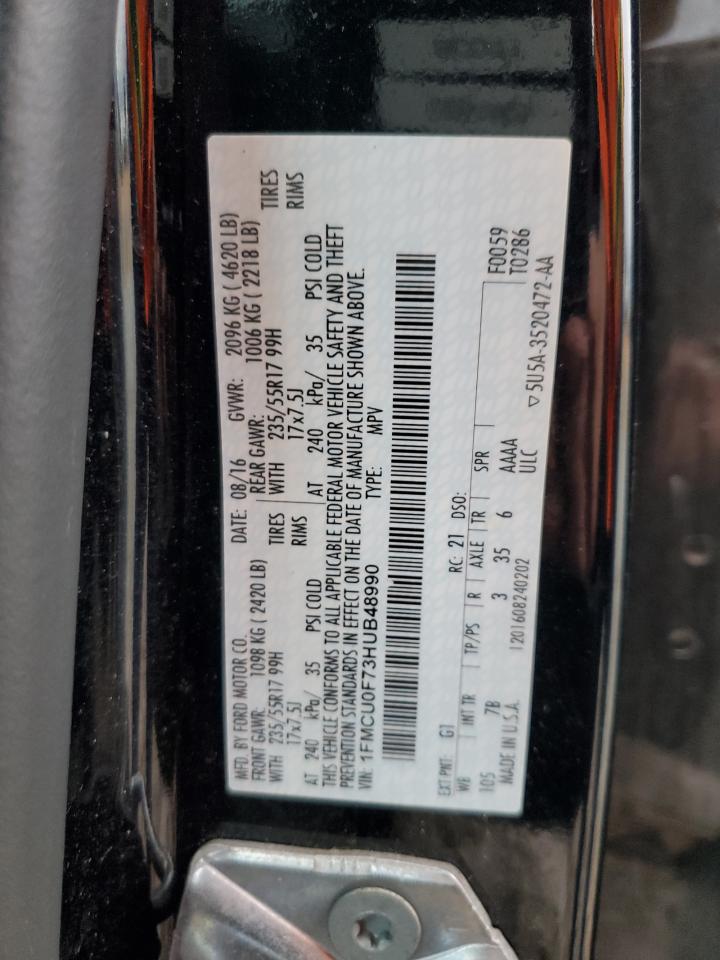 MFD. BY FORD MOTOR CO.
DATE: 08/16 GVWR: 2096 KG ( 4620 LB)
FRONT GAWR: 1098 KG (2420 LB) REAR GAWR: 1006 KG ( 2218 LB)
WITH 235/55R17 99H TIRES WITH 235/55R17 99H TIRES
17x7.5J RIMS 17x7.5J RIMS
AT 240 kPa/ 35 PSI COLD AT 240 kPa/ 35 PSI COLD
THIS VEHICLE CONFORMS TO ALL APPLICABLE FEDERAL MOTOR VEHICLE SAFETY AND THEFT
PREVENTION STANDARDS IN EFFECT ON THE DATE OF MANUFACTURE SHOWN ABOVE.
VIN: 1FMCU0F73HUB48990 TYPE: MPV
EXT PNT: G1 RC: 21 DSO:
WB INT TR TP/PS R AXLE TR SPR F0059
105 7B 3 35 6 AAAA T0286
MADE IN U.S.A. 1201608240202 ULC
▽ 5U5A-3520472-AA